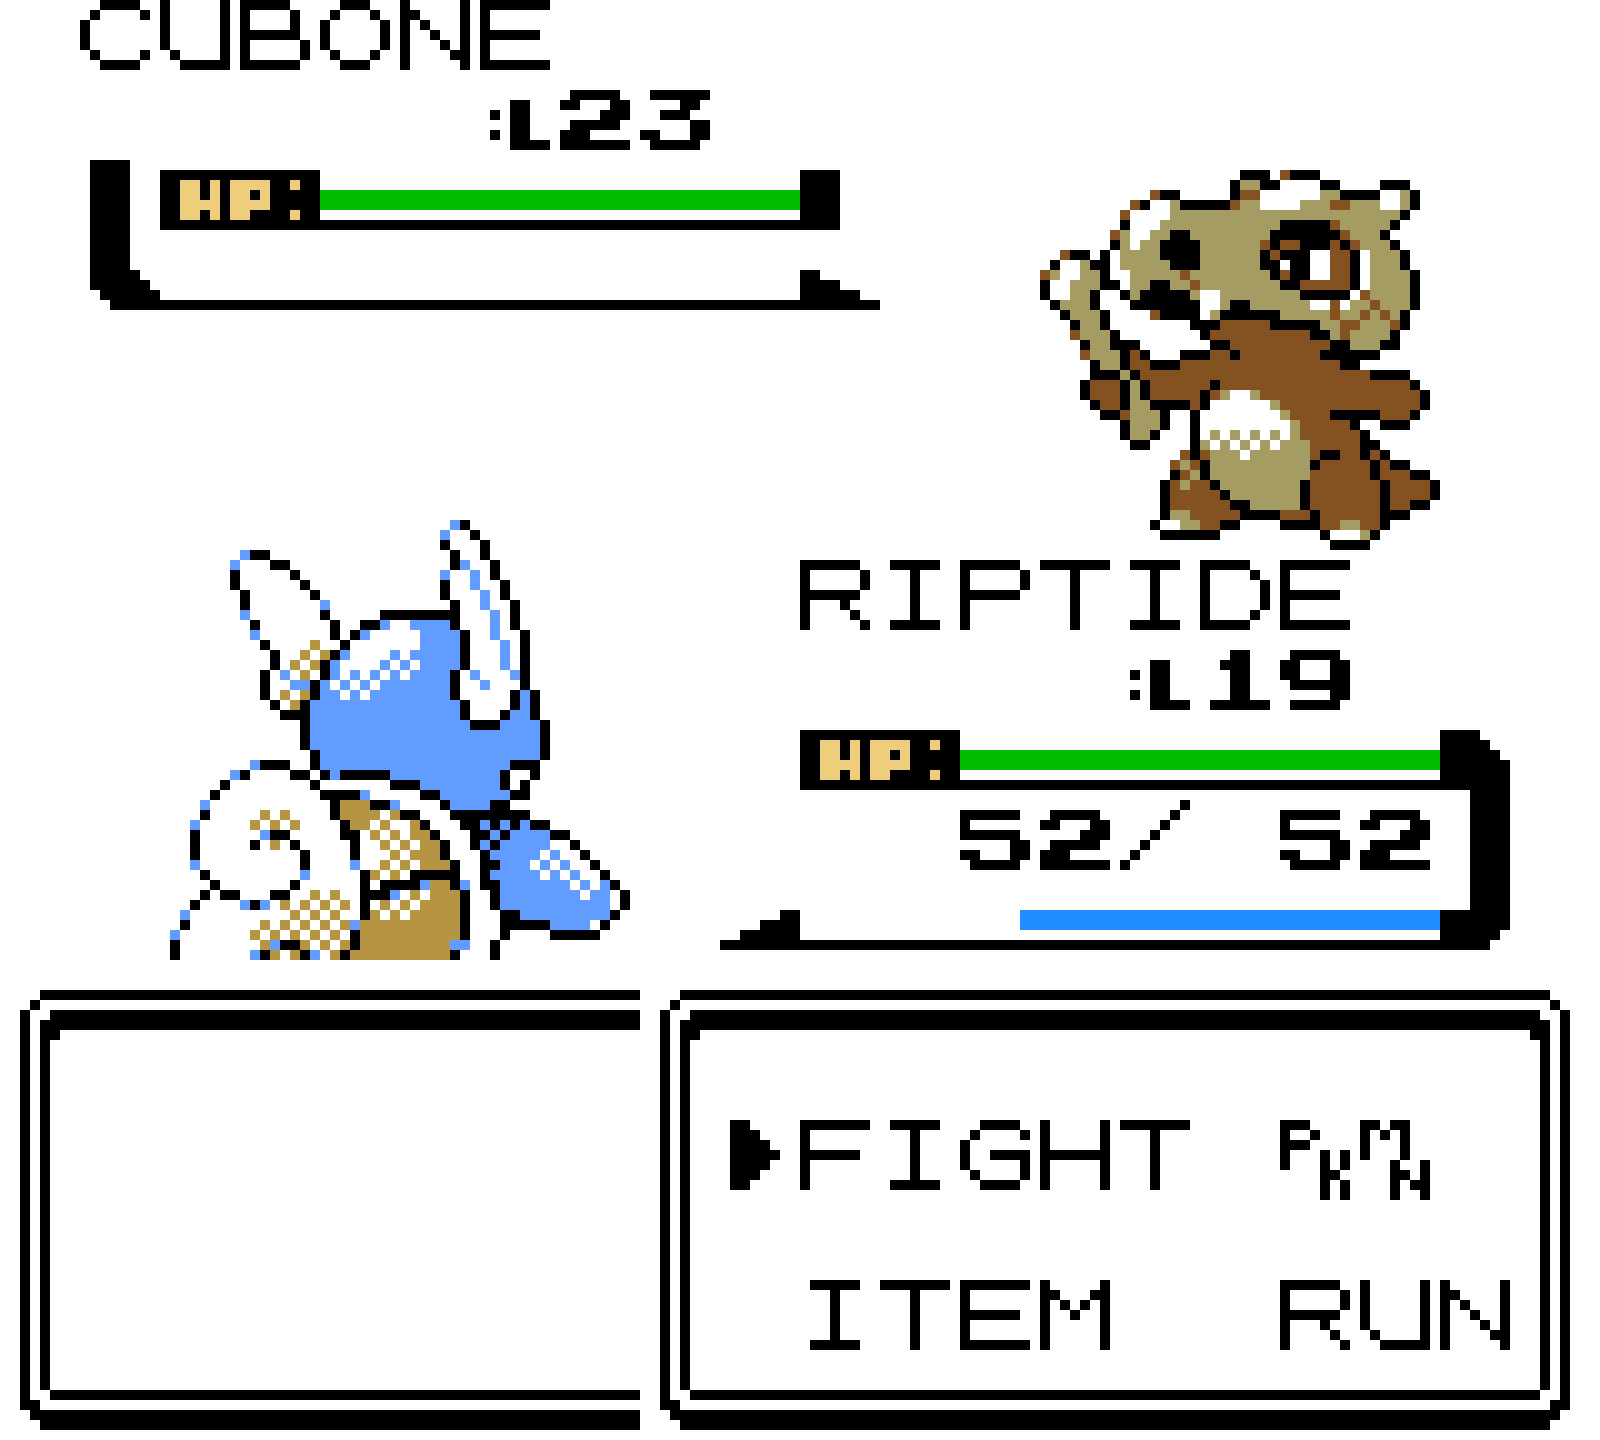 CUBONE
:L23
HP:
RIPTIDE
:L19
HP:
52/ 52
▶FIGHT PKMN
ITEM RUN